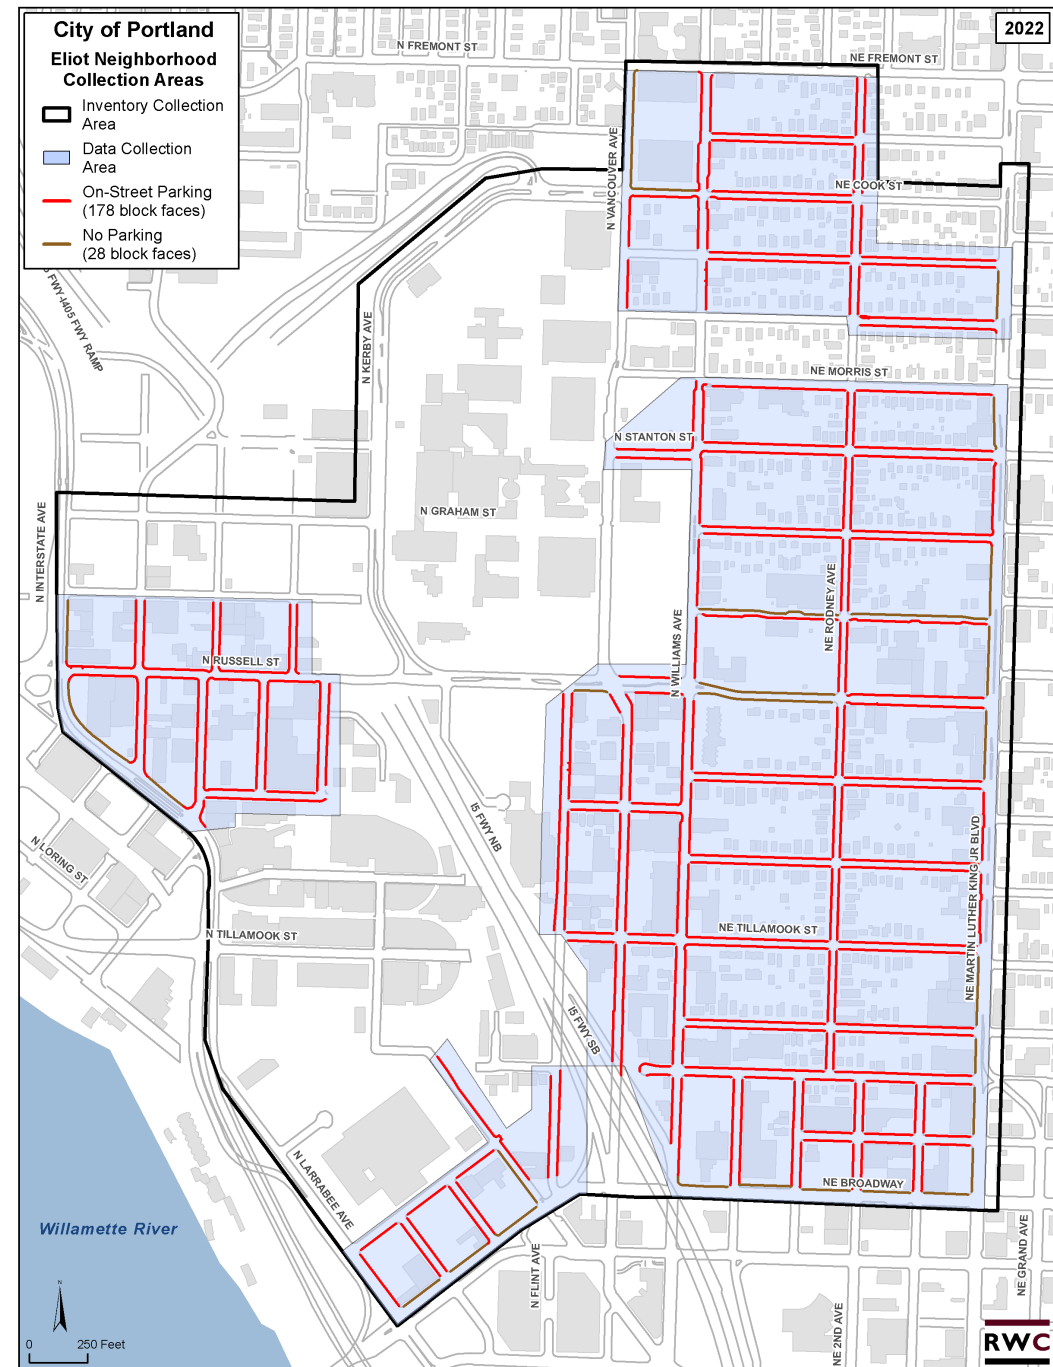 City of Portland
Eliot Neighborhood
Collection Areas
Inventory Collection
Area
Data Collection
Area
On-Street Parking
(178 block faces)
No Parking
(28 block faces)
2022
N FREMONT ST
NE FREMONT ST
N VANCOUVER AVE
NE COOK ST
FWY-I405 FWY RAMP
N KERBY AVE
NE MORRIS ST
N STANTON ST
N GRAHAM ST
N INTERSTATE AVE
NE RODNEY AVE
N WILLIAMS AVE
N RUSSELL ST
I5 FWY NB
N LORING ST
NE MARTIN LUTHER KING JR BLVD
N TILLAMOOK ST
NE TILLAMOOK ST
I5 FWY SB
N LARRABEE AVE
NE BROADWAY
Willamette River
N FLINT AVE
NE GRAND AVE
NE 2ND AVE
N
0 250 Feet
RWC